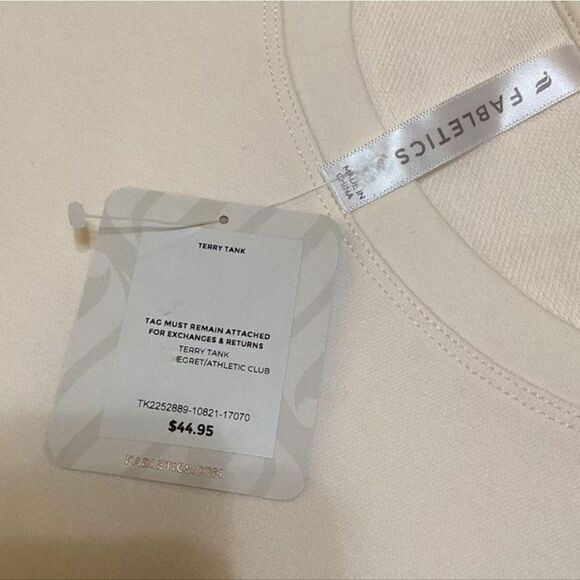 FABLETICS
MADE IN
CHINA
TERRY TANK
TAG MUST REMAIN ATTACHED
FOR EXCHANGES & RETURNS
TERRY TANK
EGRET/ATHLETIC CLUB
TK2252889-10821-17070
$44.95
FABLETICS.COM